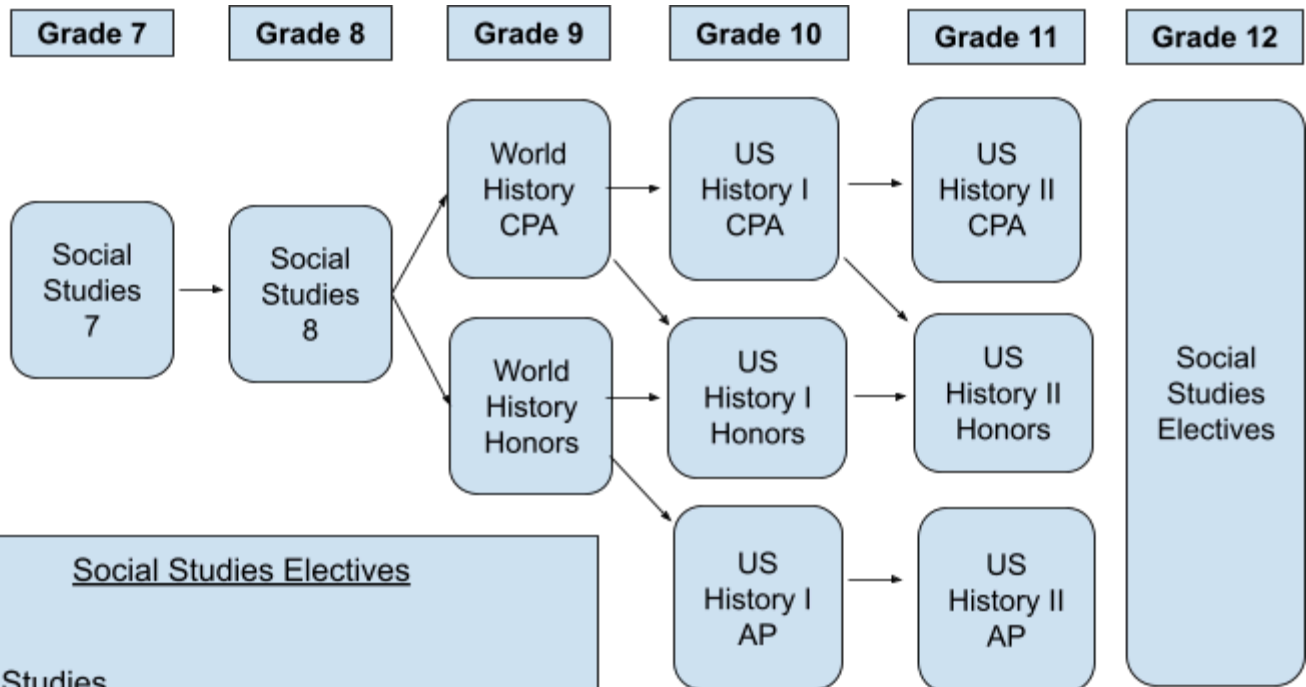 Grade 7
Grade 8
Grade 9
Grade 10
Grade 11
Grade 12
Social
Studies
7
Social
Studies
8
World
History
CPA
World
History
Honors
US
History I
CPA
US
History I
Honors
US
History I
AP
US
History II
CPA
US
History II
Honors
US
History II
AP
Social
Studies
Electives
Social Studies Electives
Studies